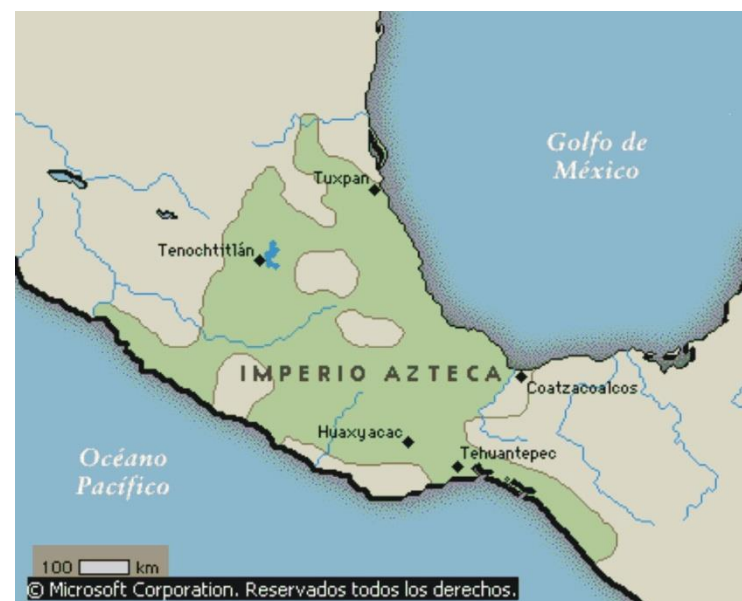 Golfo de
México
Tuxpan
Tenochtitlán
IMPERIO AZTECA
Coatzacoalcos
Huaxyacac
Tehuantepec
Océano
Pacífico
100 km
© Microsoft Corporation. Reservados todos los derechos.